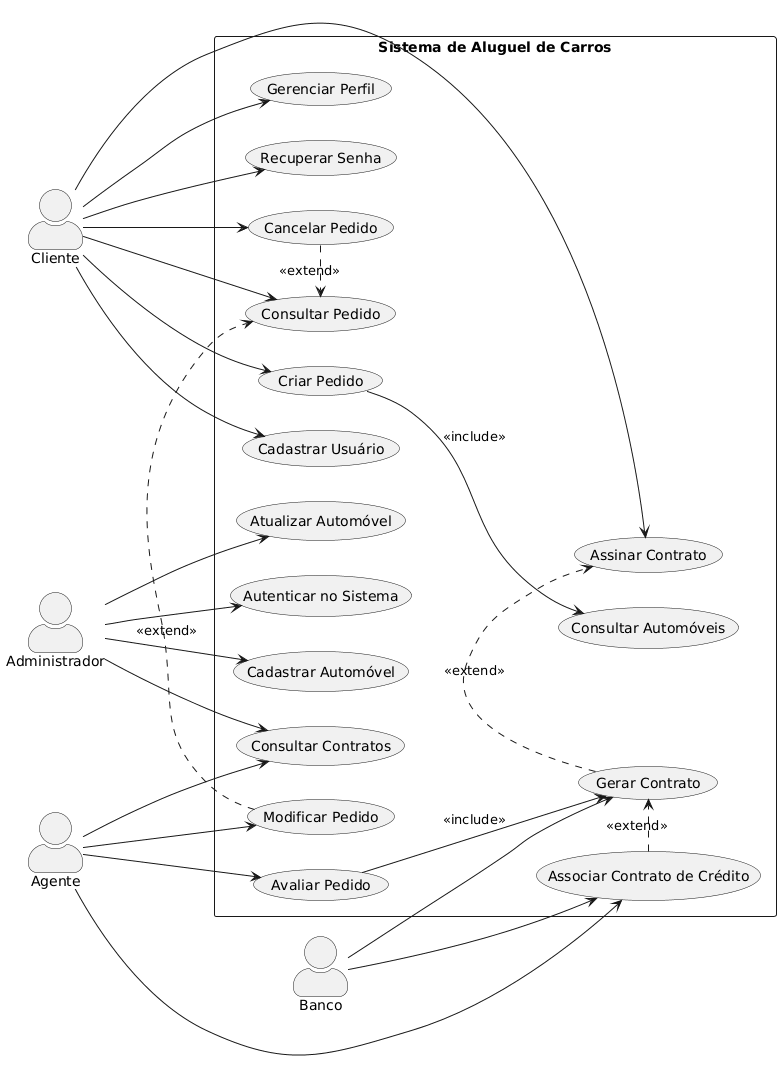 Sistema de Aluguel de Carros
Gerenciar Perfil
Recuperar Senha
Cancelar Pedido
Cliente
«extend»
Consultar Pedido
Criar Pedido
«include»
Cadastrar Usuário
Atualizar Automóvel
Assinar Contrato
Autenticar no Sistema
Consultar Automóveis
«extend»
Administrador
Cadastrar Automóvel
«extend»
Consultar Contratos
Gerar Contrato
Modificar Pedido
«include»
«extend»
Agente
Avaliar Pedido
Associar Contrato de Crédito
Banco